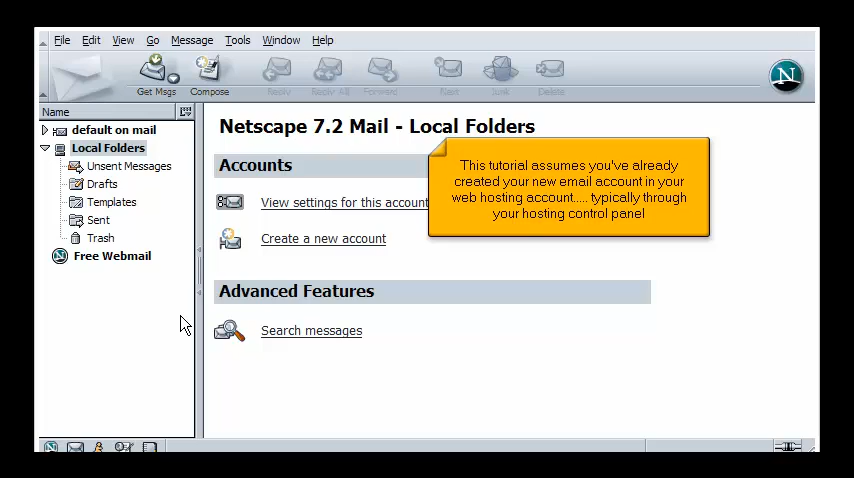 File Edit View Go Message Tools Window Help
Get Msgs Compose Reply Reply All Forward Next Junk Delete
N
Name
default on mail
Local Folders
Unsent Messages
Drafts
Templates
Sent
Trash
Free Webmail
Netscape 7.2 Mail - Local Folders
Accounts
View settings for this account
Create a new account
Advanced Features
Search messages
This tutorial assumes you've already
created your new email account in your
web hosting account..... typically through
your hosting control panel